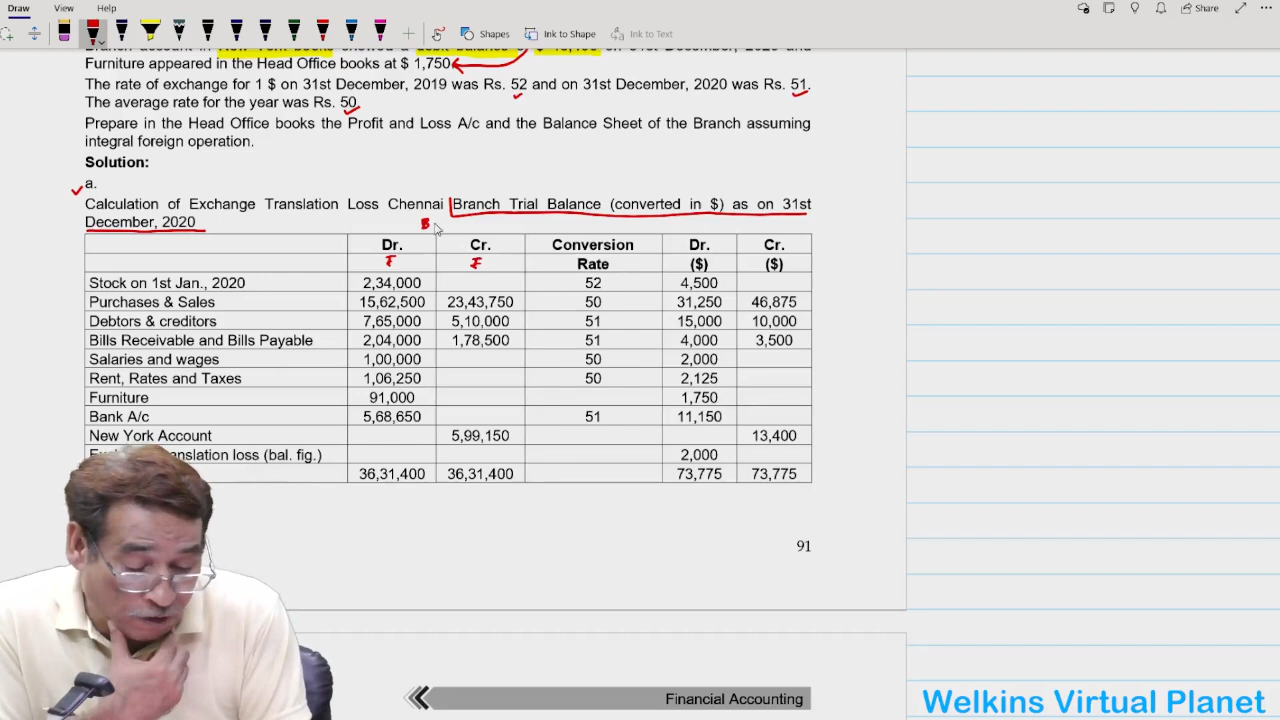 Draw View Help Share
Shapes Ink to Shape Ink to Text
Furniture appeared in the Head Office books at $ 1,750
The rate of exchange for 1 $ on 31st December, 2019 was Rs. 52 and on 31st December, 2020 was Rs. 51.
The average rate for the year was Rs. 50.
Prepare in the Head Office books the Profit and Loss A/c and the Balance Sheet of the Branch assuming
integral foreign operation.
Solution:
a.
Calculation of Exchange Translation Loss Chennai Branch Trial Balance (converted in $) as on 31st
December, 2020
B
Dr. Cr. Conversion Dr. Cr.
Rate ($) ($)
Stock on 1st Jan., 2020 2,34,000 52 4,500
Purchases & Sales 15,62,500 23,43,750 50 31,250 46,875
Debtors & creditors 7,65,000 5,10,000 51 15,000 10,000
Bills Receivable and Bills Payable 2,04,000 1,78,500 51 4,000 3,500
Salaries and wages 1,00,000 50 2,000
Rent, Rates and Taxes 1,06,250 50 2,125
Furniture 91,000 1,750
Bank A/c 5,68,650 51 11,150
New York Account 5,99,150 13,400
loss (bal. fig.) 2,000
36,31,400 36,31,400 73,775 73,775
91
Financial Accounting
Welkins Virtual Planet